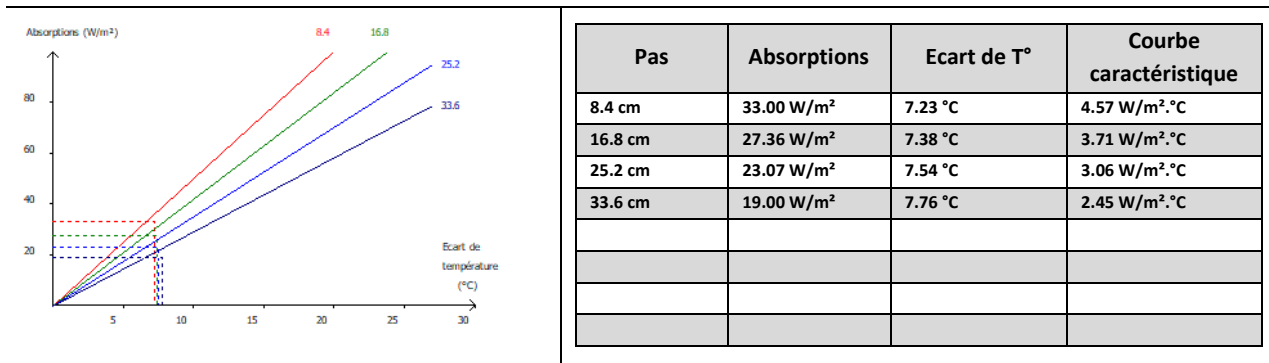 Absorptions (W/m²)
8.4
16.8
25.2
80
33.6
60
40
20
Ecart de
température
(°C)
5 10 15 20 25 30
Pas Absorptions Ecart de T° Courbe caractéristique
8.4 cm 33.00 W/m² 7.23 °C 4.57 W/m².°C
16.8 cm 27.36 W/m² 7.38 °C 3.71 W/m².°C
25.2 cm 23.07 W/m² 7.54 °C 3.06 W/m².°C
33.6 cm 19.00 W/m² 7.76 °C 2.45 W/m².°C